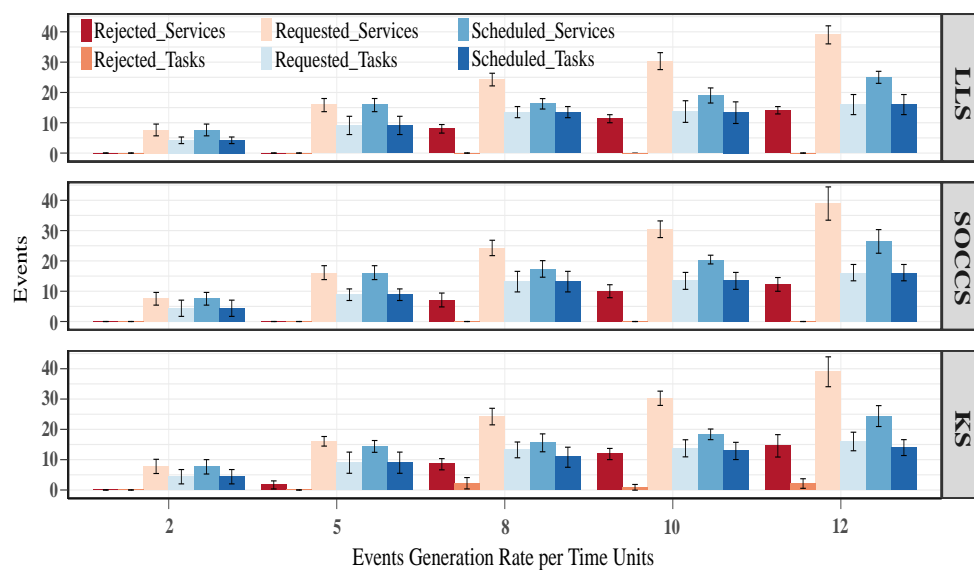 Rejected_Services Requested_Services Scheduled_Services
Rejected_Tasks Requested_Tasks Scheduled_Tasks
40
30
20
10
0
LLS
40
30
20
10
0
SOCCS
40
30
20
10
0
KS
Events
2 5 8 10 12
Events Generation Rate per Time Units